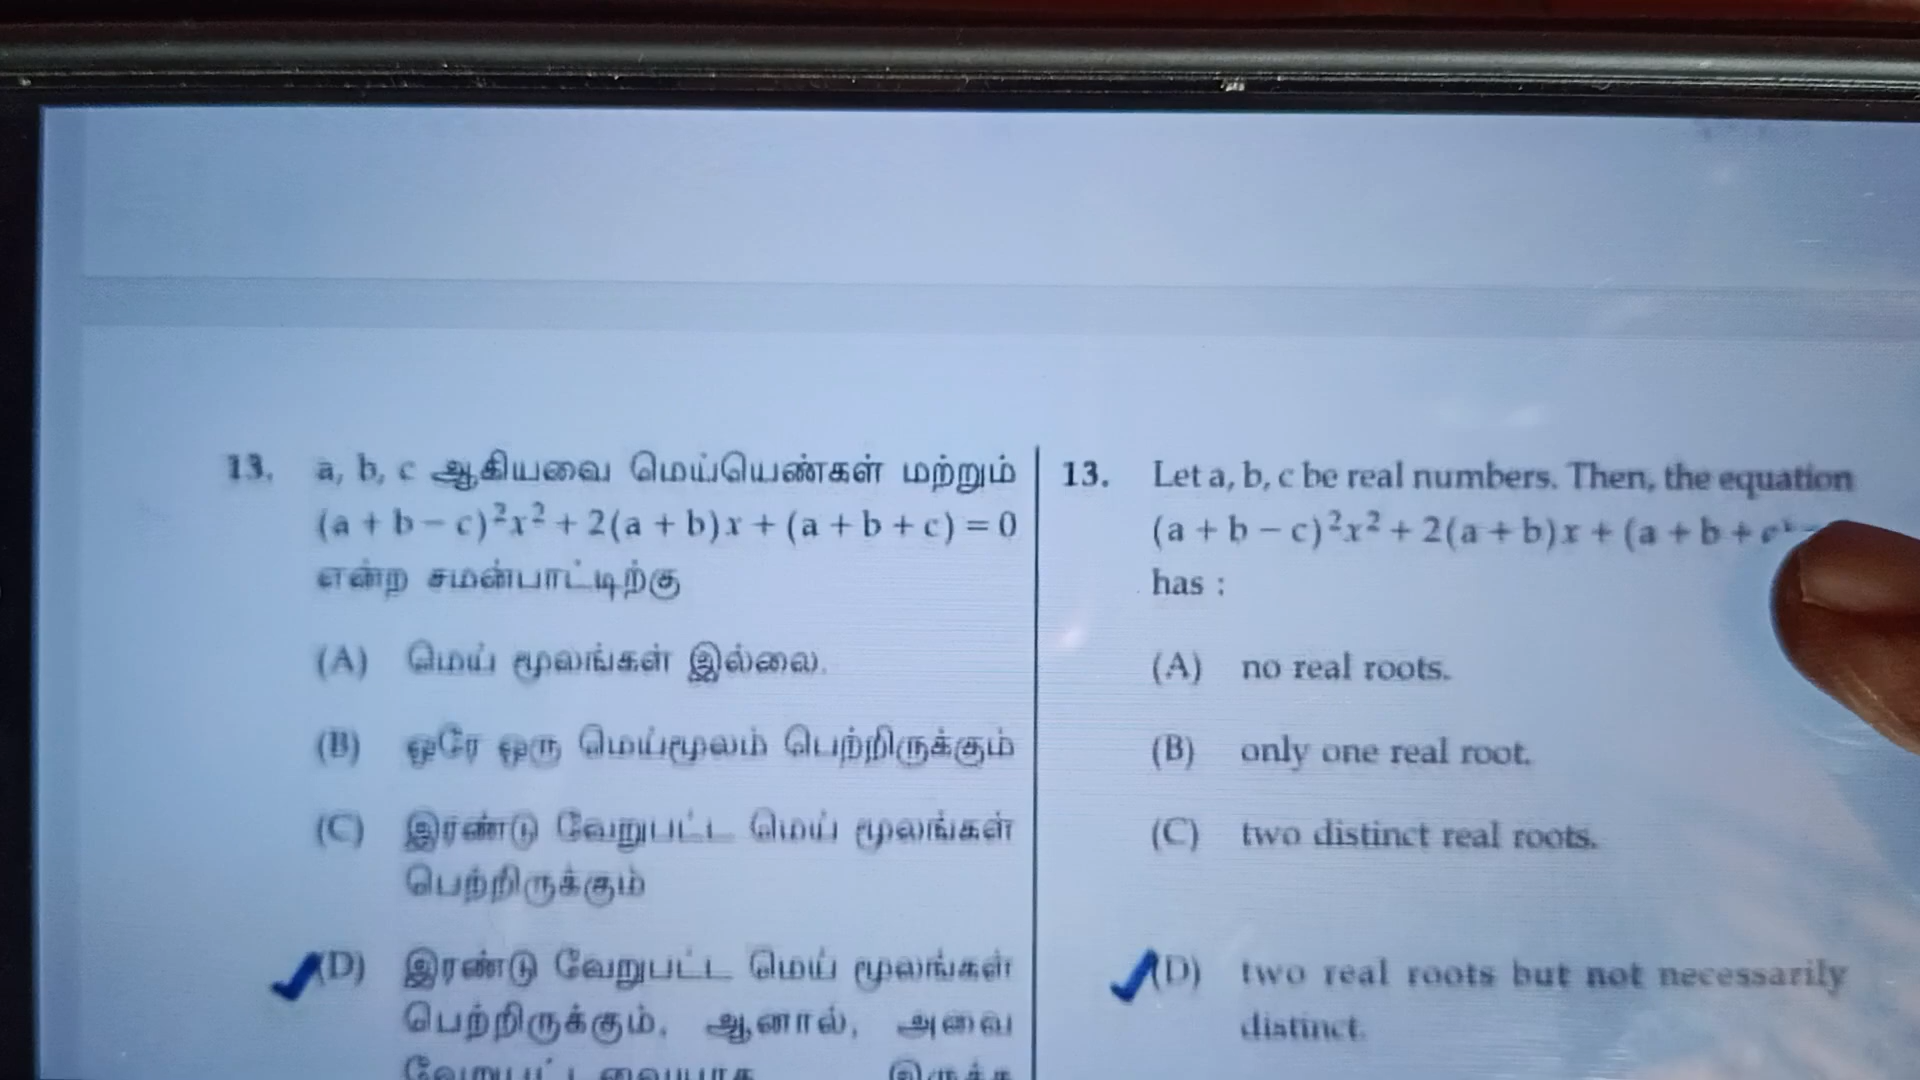 13. a, b, c ஆகியவை மெய்யெண்கள் மற்றும்
(a + b – c)²x² + 2(a + b)x + (a + b + c) = 0
என்ற சமன்பாட்டிற்கு
(A) மெய் மூலங்கள் இல்லை.
(B) ஒரே ஒரு மெய்மூலம் பெற்றிருக்கும்
(C) இரண்டு வேறுபட்ட மெய் மூலங்கள்
பெற்றிருக்கும்
(D) இரண்டு வேறுபட்ட மெய் மூலங்கள்
பெற்றிருக்கும். ஆனால், அவை
13. Let a, b, c be real numbers. Then, the equation
(a + b – c)²x² + 2(a + b)x + (a + b +
has :
(A) no real roots.
(B) only one real root.
(C) two distinct real roots.
(D) two real roots but not necessarily
distinct.